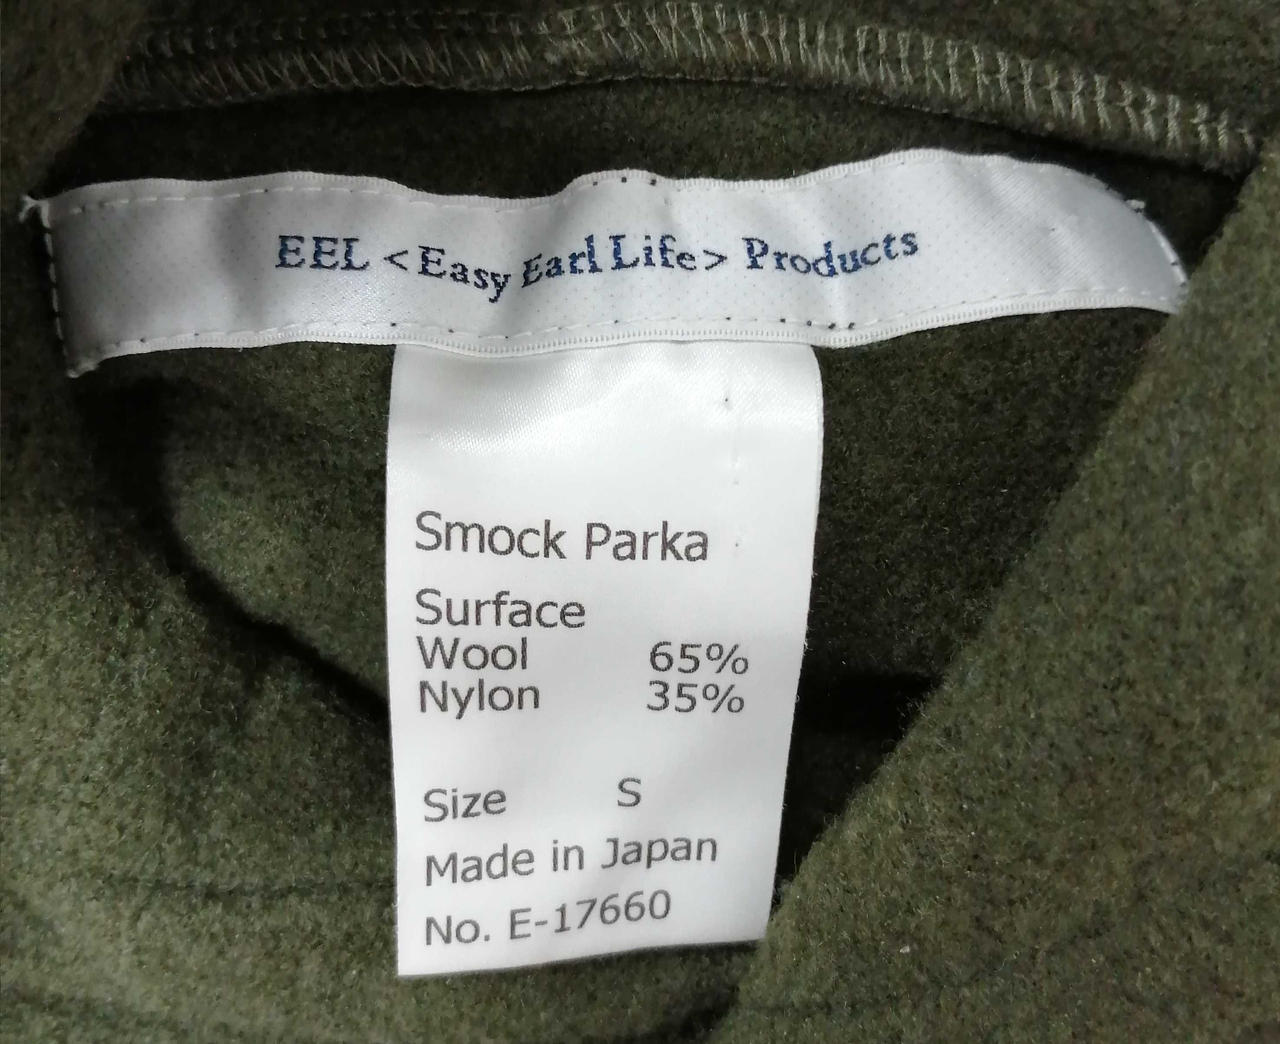 EEL <Easy Earl Life> Products
Smock Parka
Surface
Wool 65%
Nylon 35%
Size S
Made in Japan
No. E-17660